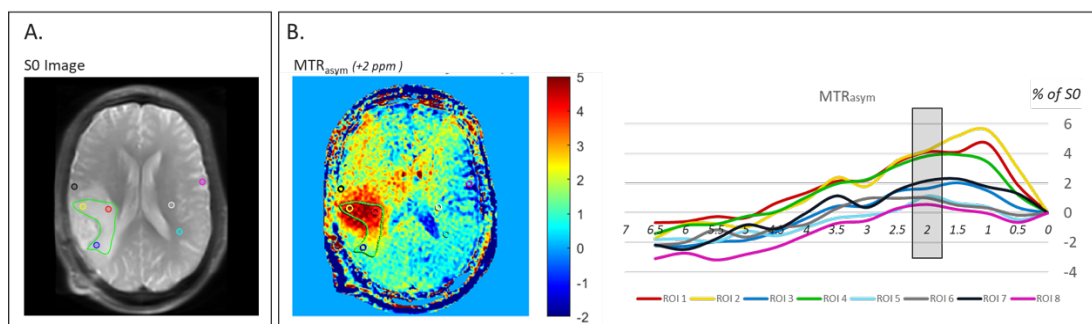 A.
S0 Image
B.
MTRasym (+2 ppm )
5
4
3
2
1
0
-1
-2
MTRasym
% of S0
6
4
2
0
-2
-4
7
6.5
6
5.5
5
4.5
4
3.5
3
2.5
2
1.5
1
0.5
0
ROI 1
ROI 2
ROI 3
ROI 4
ROI 5
ROI 6
ROI 7
ROI 8